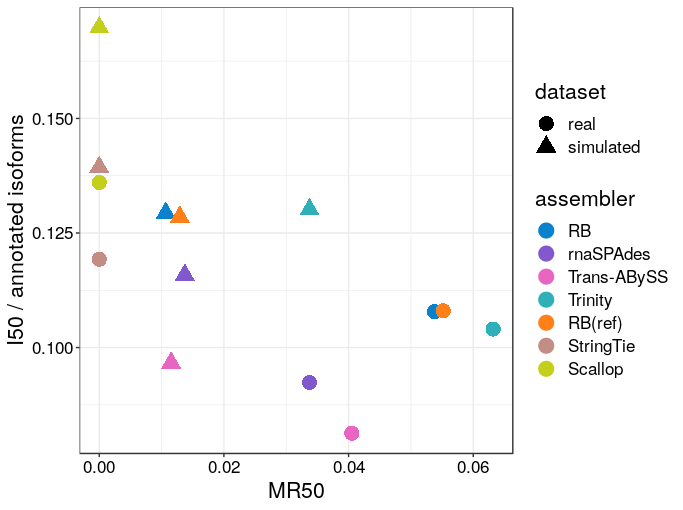 I50 / annotated isoforms
0.150
0.125
0.100
0.00
0.02
0.04
0.06
MR50
dataset
real
simulated
assembler
RB
rnaSPAdes
Trans-ABySS
Trinity
RB(ref)
StringTie
Scallop